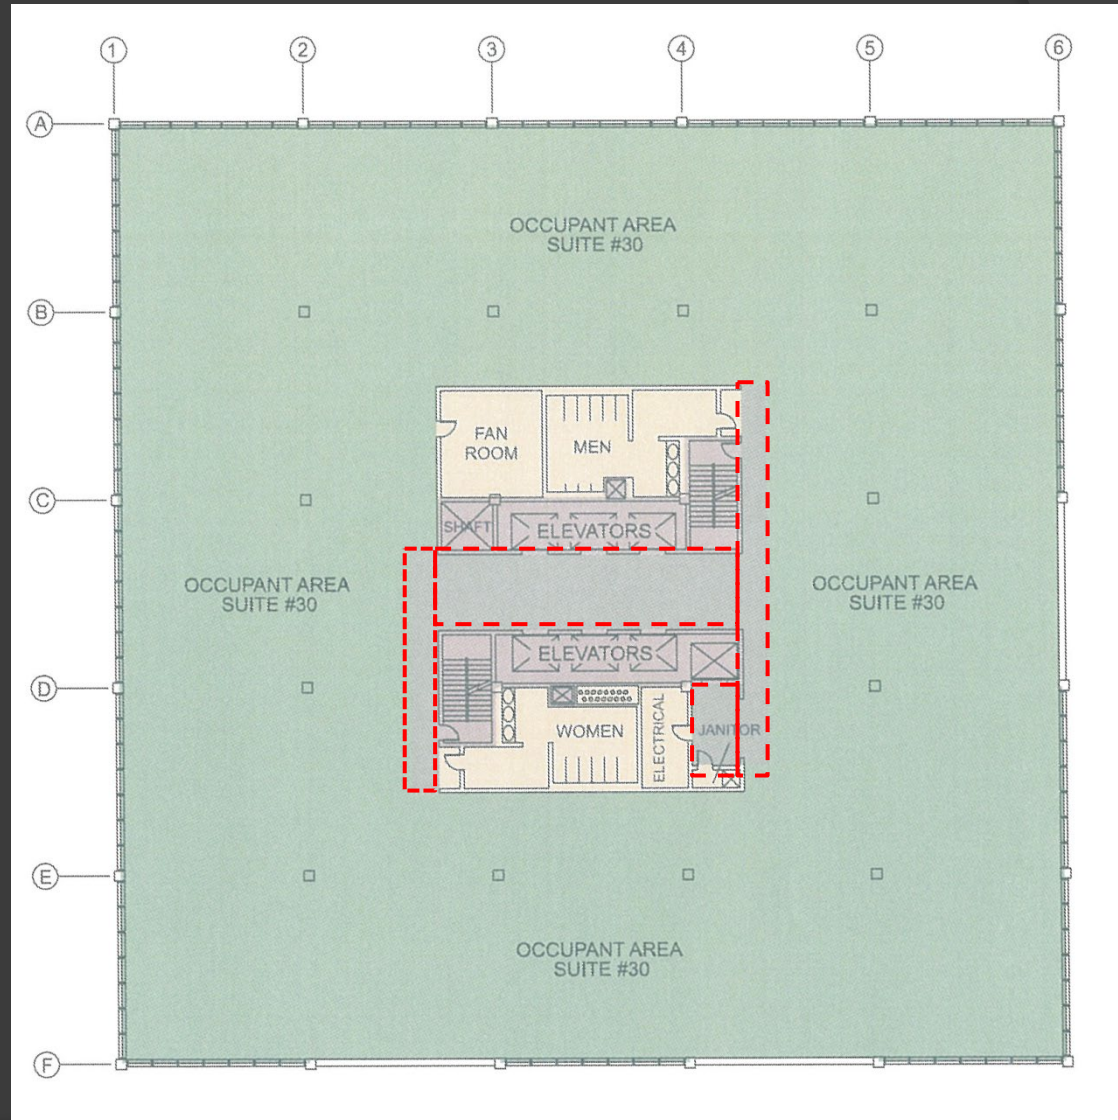 1 2 3 4 5 6
A
OCCUPANT AREA
SUITE #30
B
FAN
ROOM
MEN
C
SHAFT
ELEVATORS
OCCUPANT AREA
SUITE #30
OCCUPANT AREA
SUITE #30
ELEVATORS
D
WOMEN
ELECTRICAL
JANITOR
E
OCCUPANT AREA
SUITE #30
F